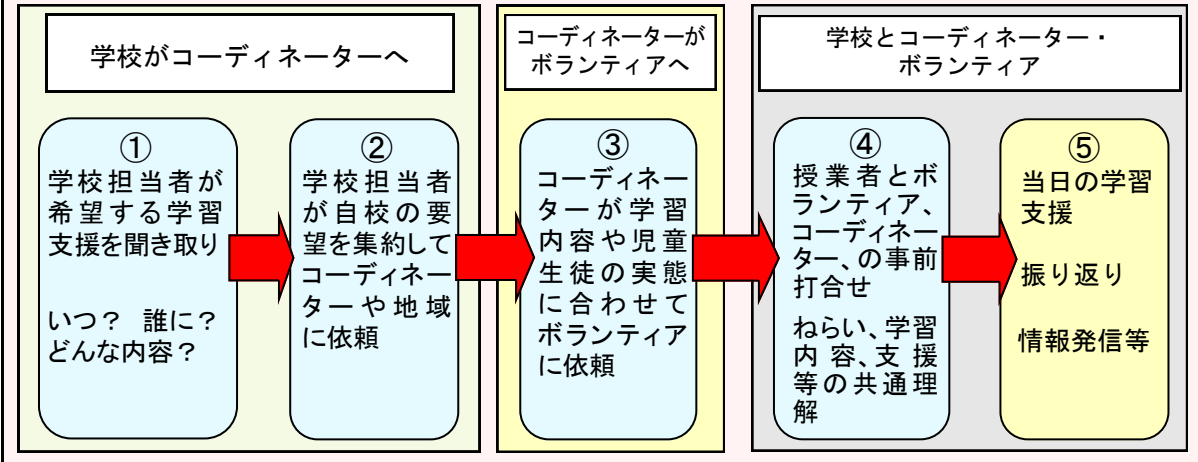 学校がコーディネーターへ
①
学校担当者が
希望する学習
支援を聞き取り
いつ？　誰に？
どんな内容？
②
学校担当者
が自校の要
望を集約して
コーディネー
ターや地域
に依頼
コーディネーターが
ボランティアへ
③
コーディネー
ターが学習
内容や児童
生徒の実態
に合わせて
ボランティア
に依頼
学校とコーディネーター・
ボランティア
④
授業者とボ
ランティア、
コーディネー
ター、の事前
打合せ
ねらい、学習
内容、支援
等の共通理
解
⑤
当日の学習
支援
振り返り
情報発信等